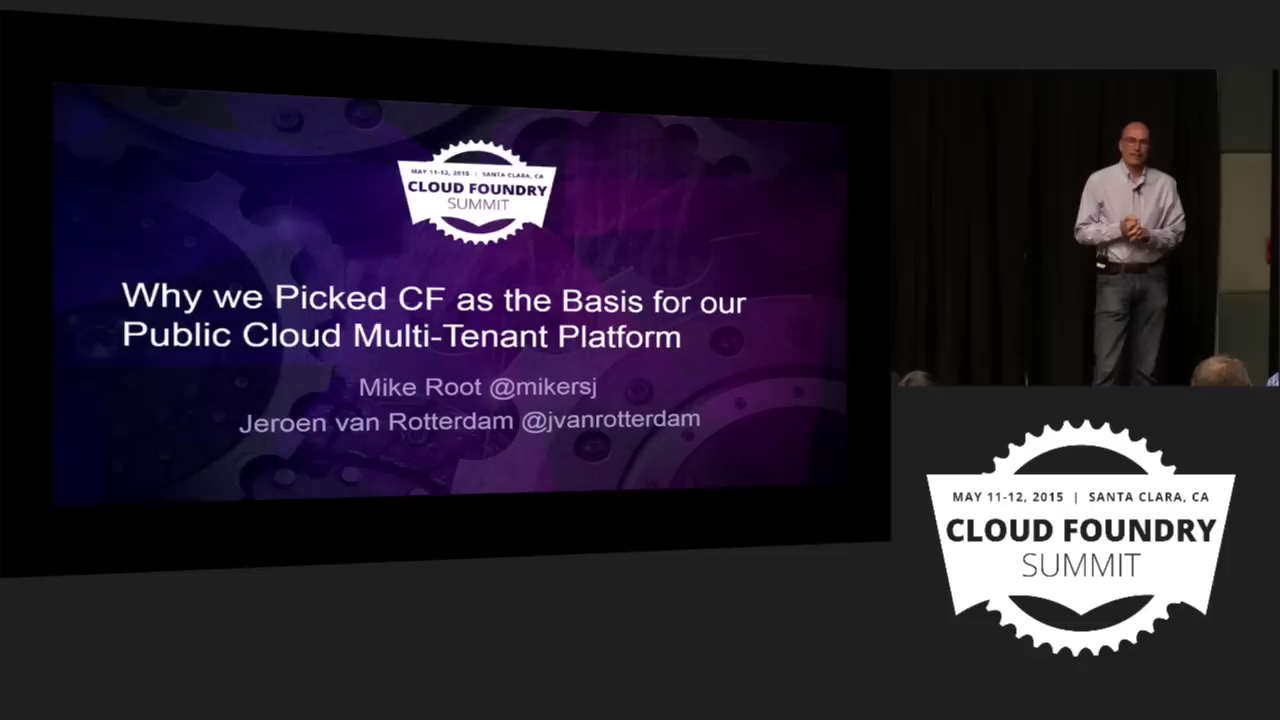 MAY 11-12, 2015 | SANTA CLARA, CA
CLOUD FOUNDRY
SUMMIT
Why we Picked CF as the Basis for our
Public Cloud Multi-Tenant Platform
Mike Root @mikersj
Jeroen van Rotterdam @jvanrotterdam
MAY 11-12, 2015 | SANTA CLARA, CA
CLOUD FOUNDRY
SUMMIT